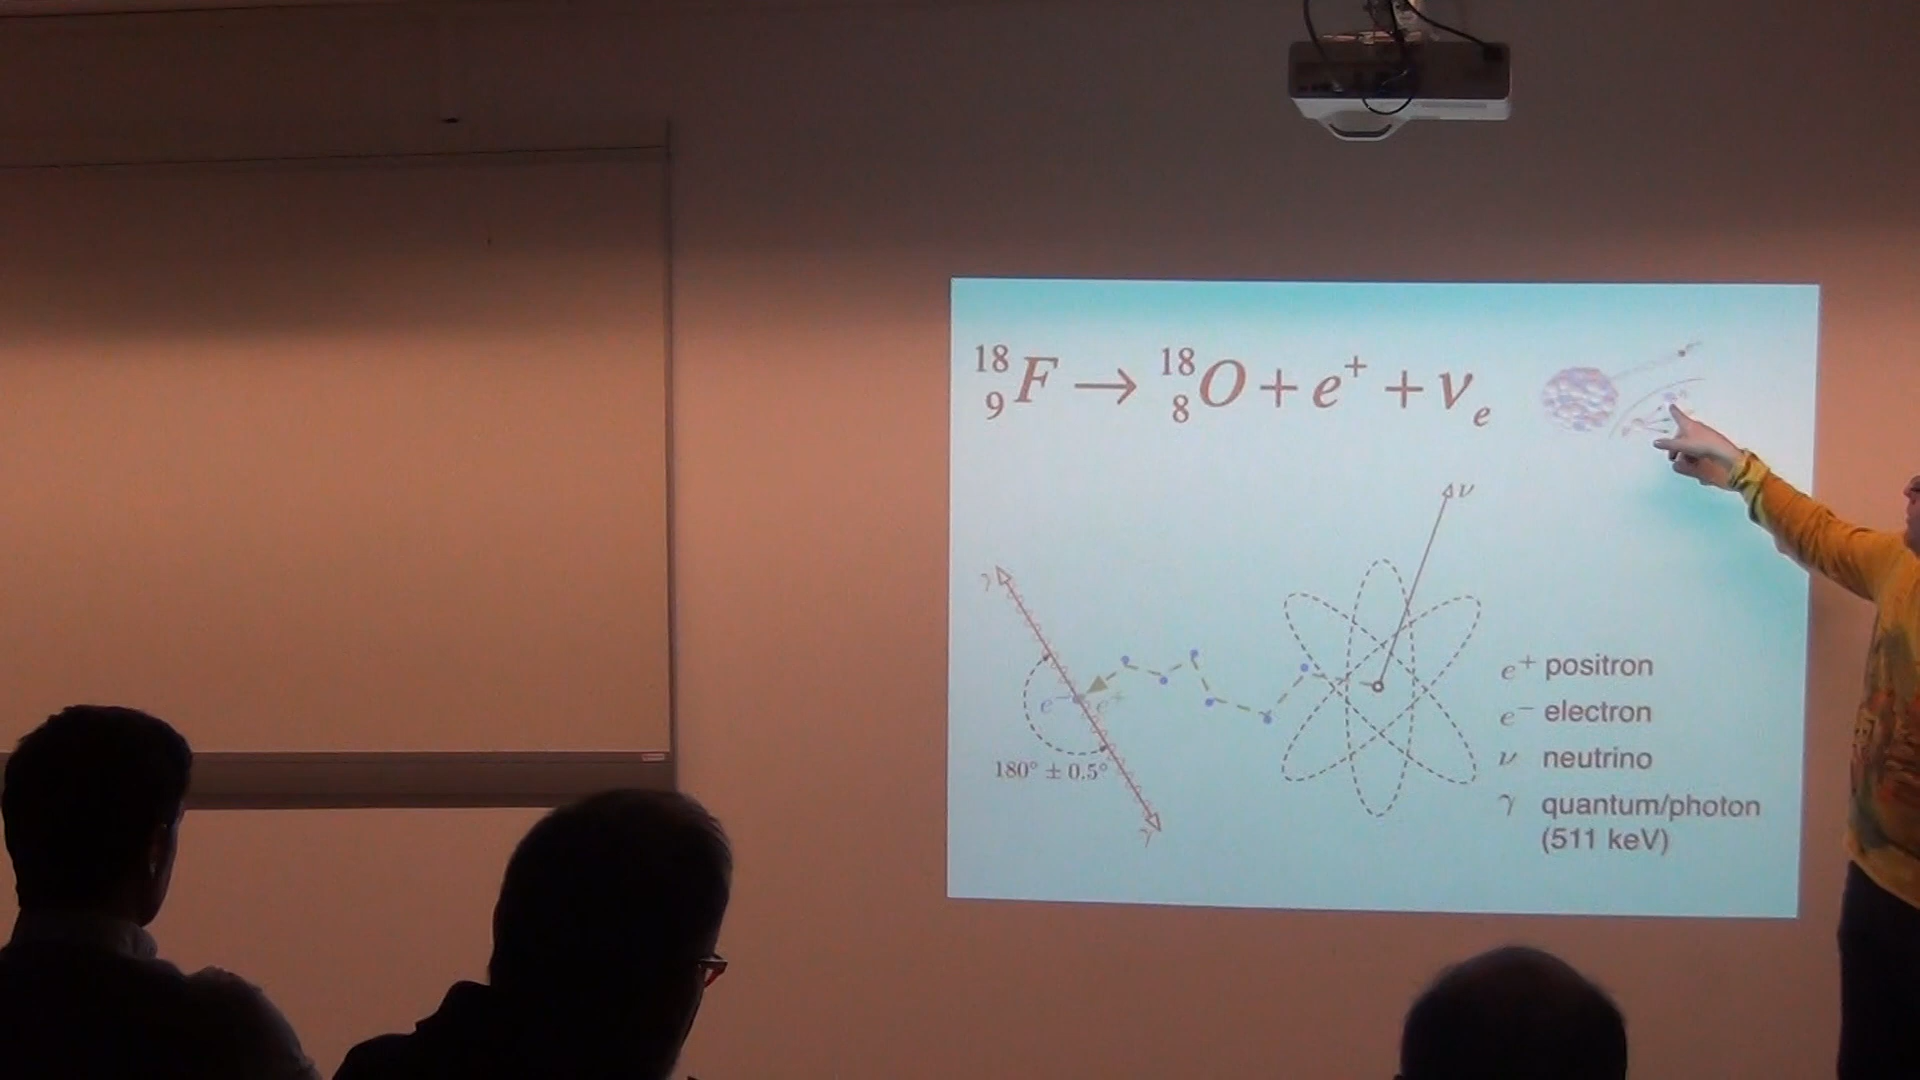 ¹⁸₉F → ¹⁸₈O + e⁺ + νₑ
ν
γ
e⁻ e⁺
180° ± 0.5°
γ
e⁺ positron
e⁻ electron
ν neutrino
γ quantum/photon
(511 keV)